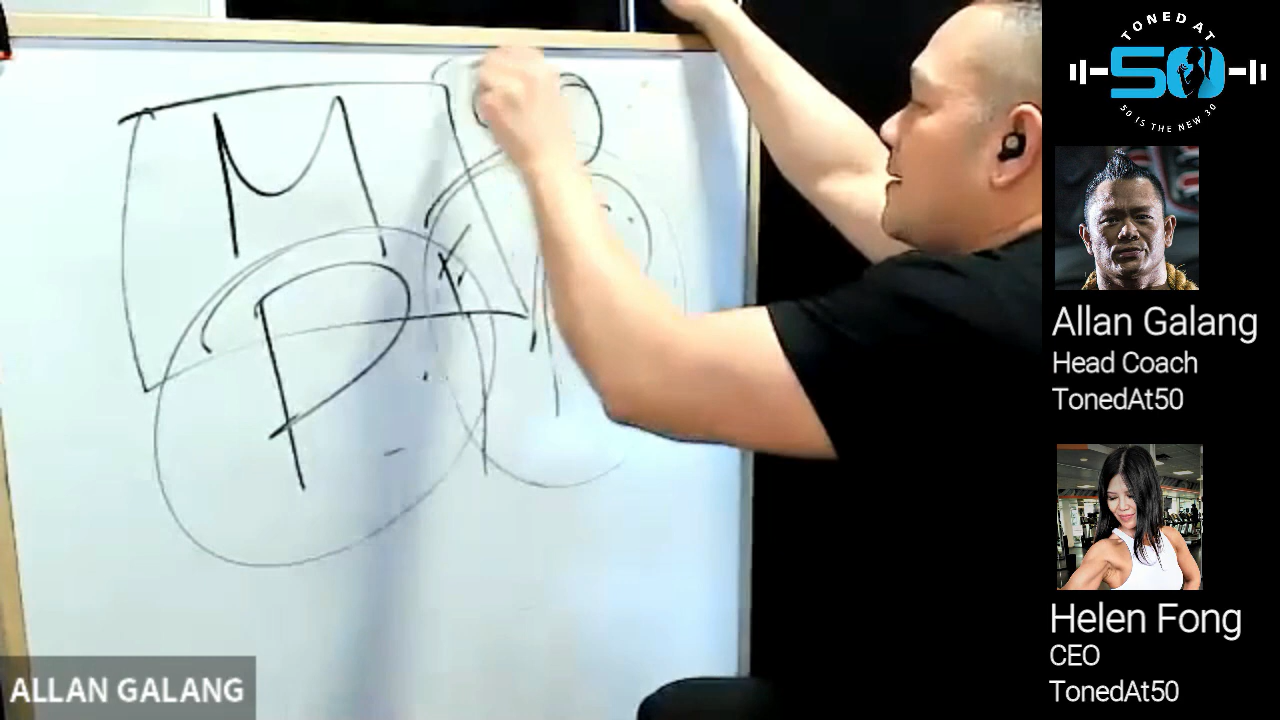 M
P
TONED AT
50
50 IS THE NEW 30
Allan Galang
Head Coach
TonedAt50
Helen Fong
CEO
TonedAt50
ALLAN GALANG